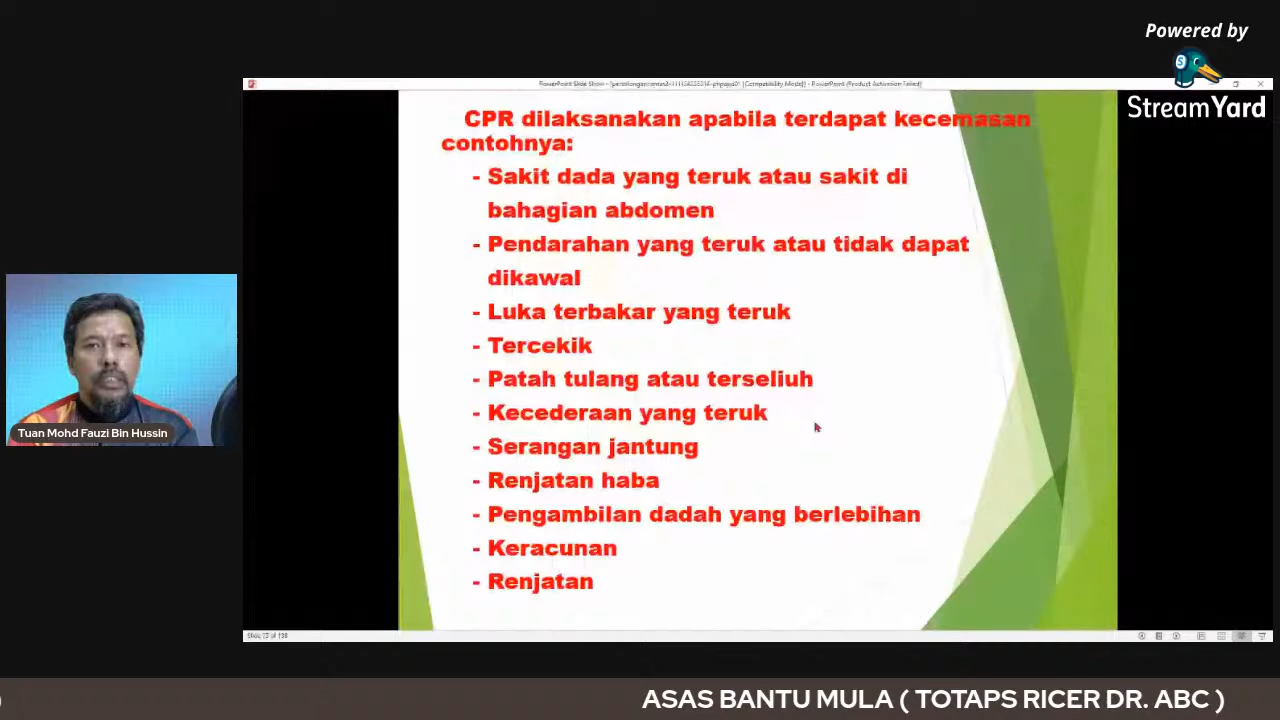 Powered by
StreamYard
CPR dilaksanakan apabila terdapat kecemasan
contohnya:
- Sakit dada yang teruk atau sakit di
bahagian abdomen
- Pendarahan yang teruk atau tidak dapat
dikawal
- Luka terbakar yang teruk
- Tercekik
- Patah tulang atau terseliuh
- Kecederaan yang teruk
- Serangan jantung
- Renjatan haba
- Pengambilan dadah yang berlebihan
- Keracunan
- Renjatan
Tuan Mohd Fauzi Bin Hussin
ASAS BANTU MULA ( TOTAPS RICER DR. ABC )